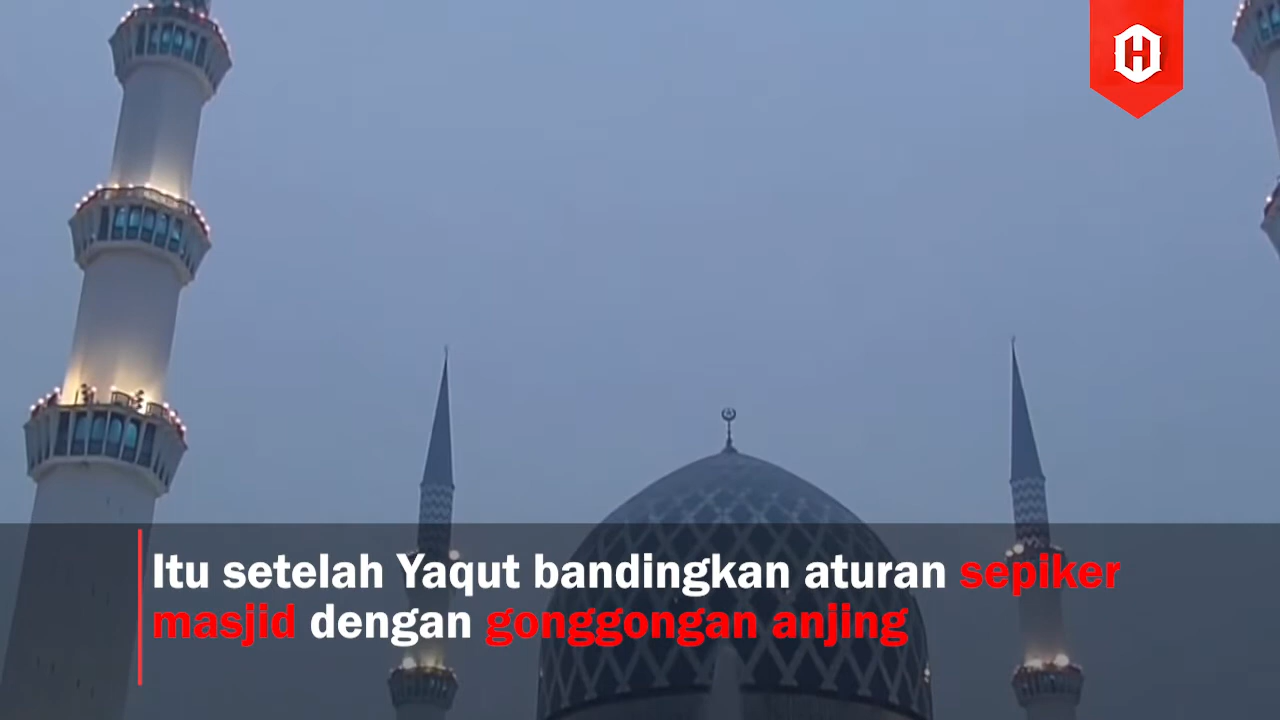 H
Itu setelah Yaqut bandingkan aturan sepiker
masjid dengan gonggongan anjing